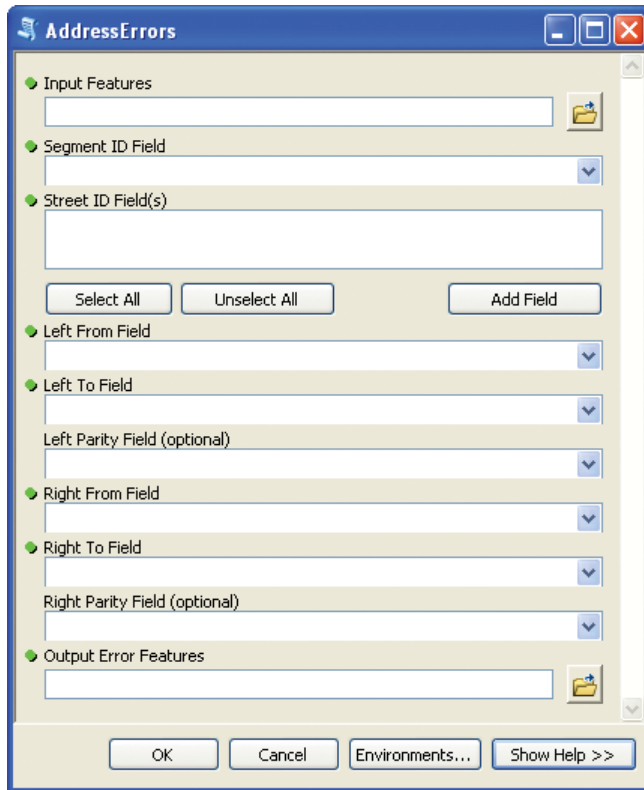 AddressErrors
Input Features
Segment ID Field
Street ID Field(s)
Select All Unselect All Add Field
Left From Field
Left To Field
Left Parity Field (optional)
Right From Field
Right To Field
Right Parity Field (optional)
Output Error Features
OK Cancel Environments... Show Help >>